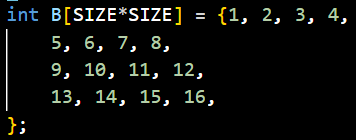 int B[SIZE*SIZE] = {1, 2, 3, 4,
5, 6, 7, 8,
9, 10, 11, 12,
13, 14, 15, 16,
};